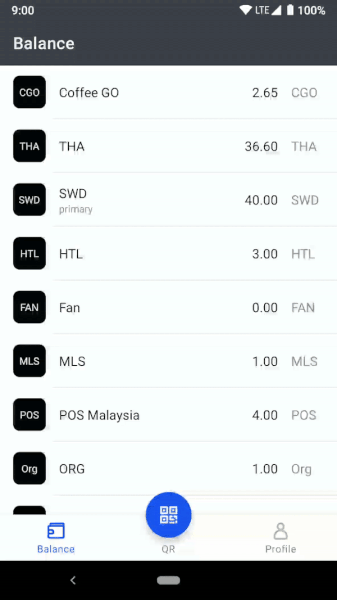 9:00 LTE 100%
Balance
CGO Coffee GO 2.65 CGO
THA THA 36.60 THA
SWD SWD 40.00 SWD
primary
HTL HTL 3.00 HTL
FAN Fan 0.00 FAN
MLS MLS 1.00 MLS
POS POS Malaysia 4.00 POS
Org ORG 1.00 Org
Balance QR Profile